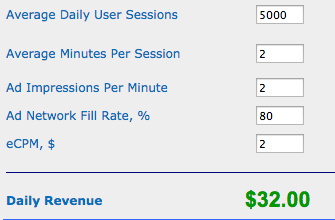 Average Daily User Sessions 5000
Average Minutes Per Session 2
Ad Impressions Per Minute 2
Ad Network Fill Rate, % 80
eCPM, $ 2
Daily Revenue $32.00